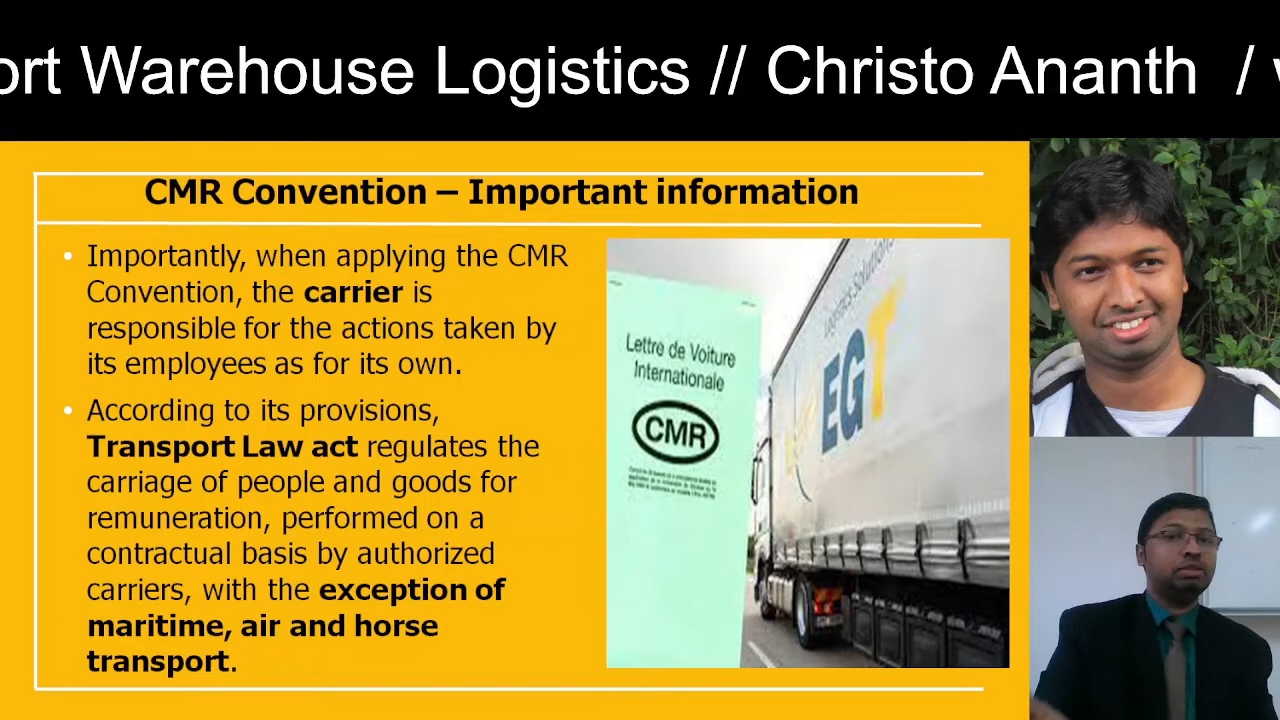 ort Warehouse Logistics // Christo Ananth / w
CMR Convention – Important information
• Importantly, when applying the CMR
Convention, the carrier is
responsible for the actions taken by
its employees as for its own.
• According to its provisions,
Transport Law act regulates the
carriage of people and goods for
remuneration, performed on a
contractual basis by authorized
carriers, with the exception of
maritime, air and horse
transport.
Lettre de Voiture
Internationale
CMR
Logistics Solutions
EGT